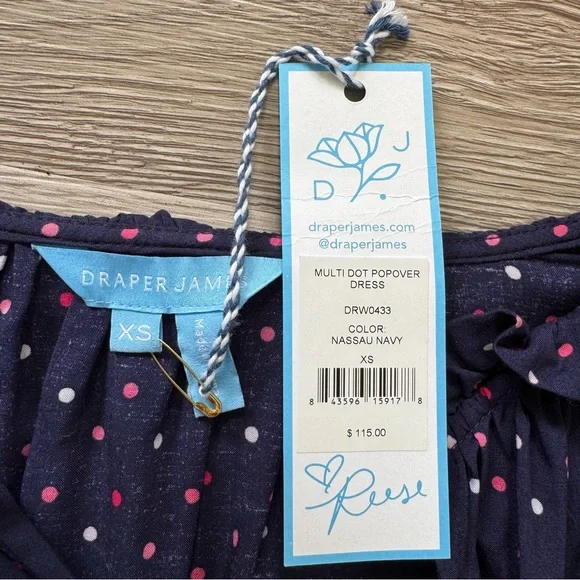 D J
draperjames.com
@draperjames
MULTI DOT POPOVER
DRESS
DRW0433
COLOR:
NASSAU NAVY
XS
8 43596 15917 8
$ 115.00
Reese
DRAPER JAMES
XS
Made